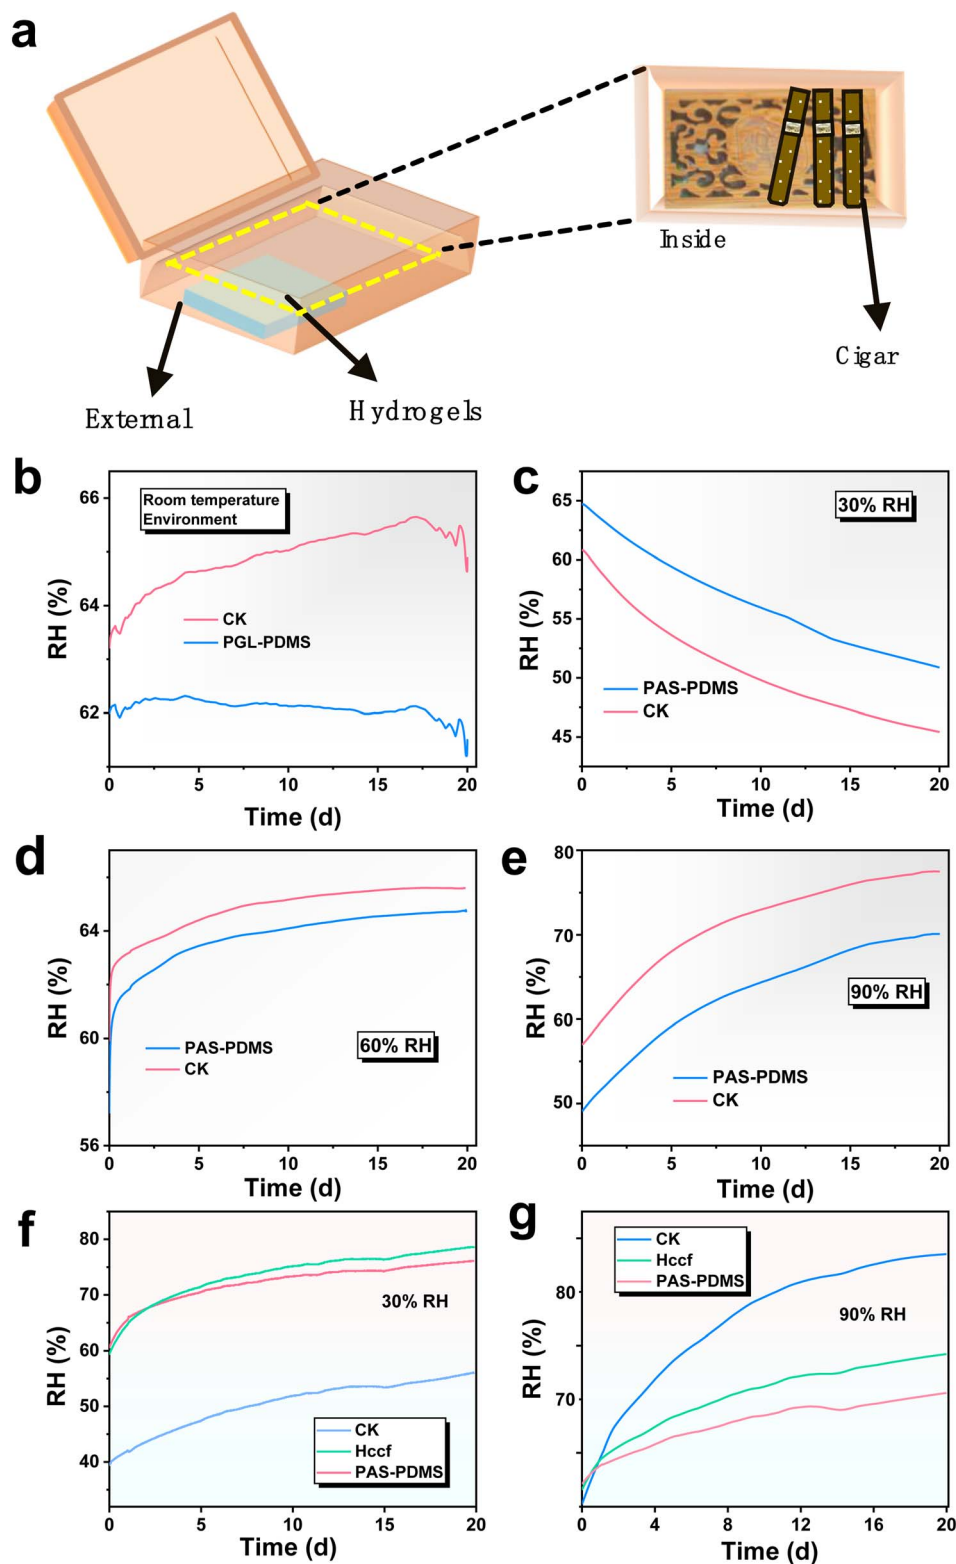 a
Inside
Cigar
External
Hydrogels
b
66
64
62
RH (%)
Room temperature
Environment
CK
PGL-PDMS
0 5 10 15 20
Time (d)
c
65
60
55
50
45
RH (%)
30% RH
PAS-PDMS
CK
0 5 10 15 20
Time (d)
d
64
60
56
RH (%)
PAS-PDMS
CK
60% RH
0 5 10 15 20
Time (d)
e
80
70
60
50
RH (%)
90% RH
PAS-PDMS
CK
0 5 10 15 20
Time (d)
f
80
70
60
50
40
RH (%)
30% RH
CK
Hccf
PAS-PDMS
0 5 10 15 20
Time (d)
g
80
70
RH (%)
CK
Hccf
PAS-PDMS
90% RH
0 4 8 12 16 20
Time (d)